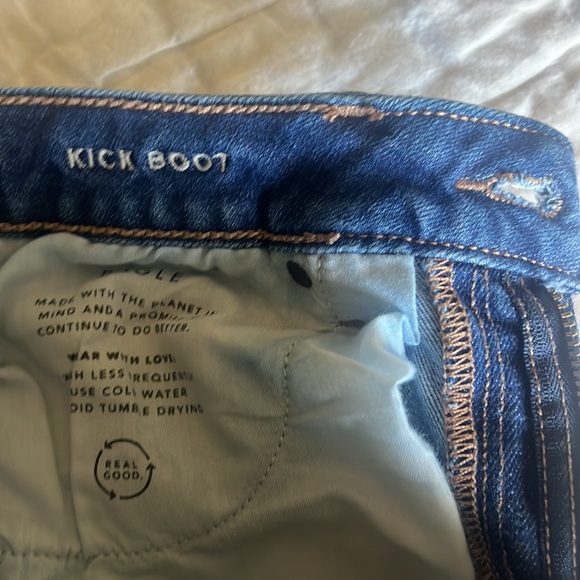 KICK BOOT
MADE WITH THE PLANET
MIND AND A
CONTINUE TO DO BETTER.
WITH LOVE
LESS
USE COLD WATER
TUMBLE DRYING
REAL
GOOD.